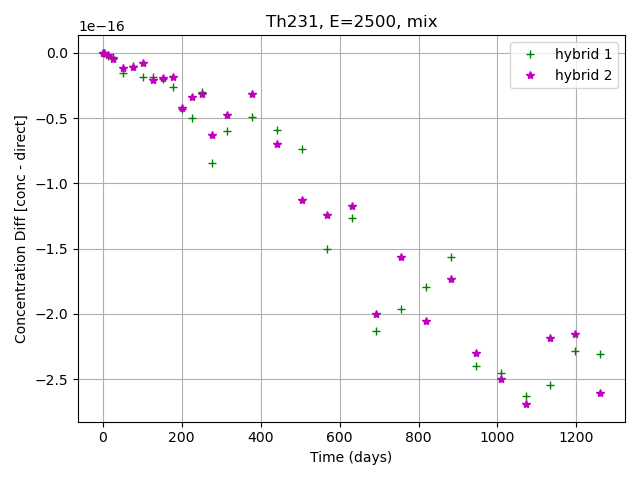 Th231, E=2500, mix
1e−16
hybrid 1
hybrid 2
0.0
−0.5
−1.0
−1.5
−2.0
−2.5
Concentration Diff [conc - direct]
0
200
400
600
800
1000
1200
Time (days)